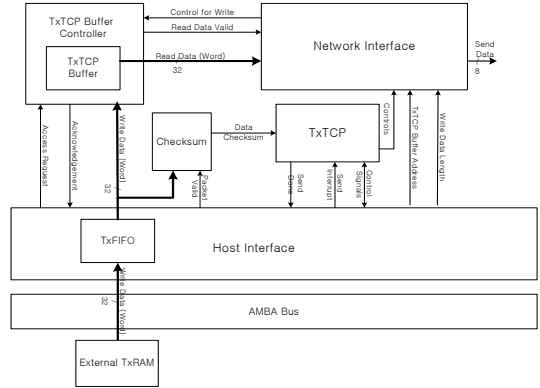 TxTCP Buffer
Controller
TxTCP
Buffer
Control for Write
Read Data Valid
Read Data (Word)
32
Network Interface
Send
Data
8
Access Request
Acknowledgement
Write Data (Word)
32
Checksum
Data
Checksum
TxTCP
Packet
Valid
Send
Done
Send
Interrupt
Control
Signals
Controls
TxTCP Buffer Address
Write Data Length
TxFIFO
Host Interface
Write Data (Word)
32
AMBA Bus
External TxRAM